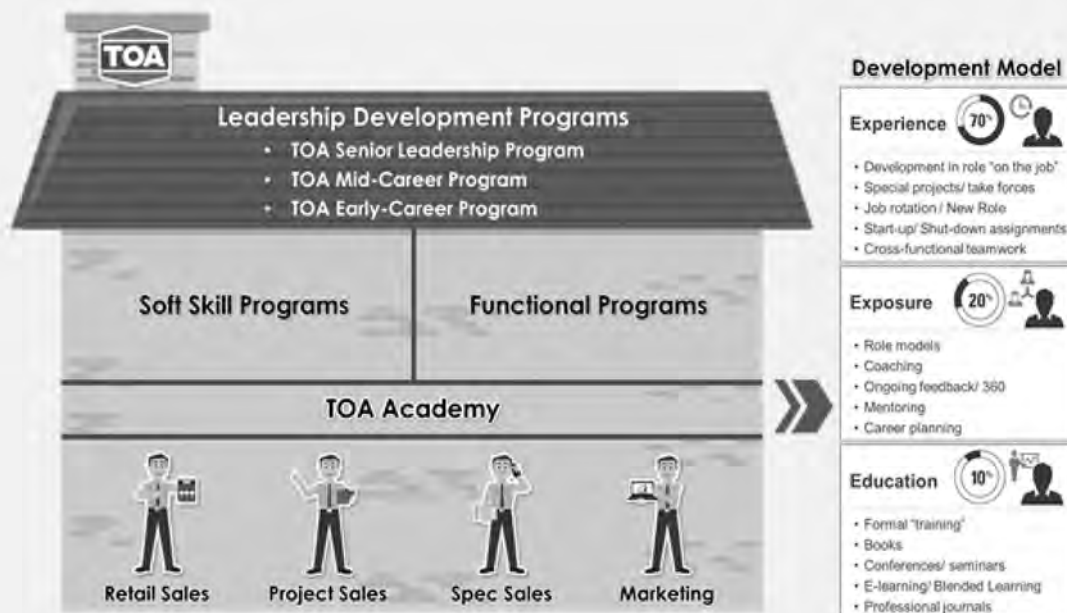 TOA
Leadership Development Programs
• TOA Senior Leadership Program
• TOA Mid-Career Program
• TOA Early-Career Program
Soft Skill Programs
Functional Programs
TOA Academy
Retail Sales
Project Sales
Spec Sales
Marketing
Development Model
Experience 70%
• Development in role "on the job"
• Special projects/ take forces
• Job rotation / New Role
• Start-up/ Shut-down assignments
• Cross-functional teamwork
Exposure 20%
• Role models
• Coaching
• Ongoing feedback/ 360
• Mentoring
• Career planning
Education 10%
• Formal "training"
• Books
• Conferences/ seminars
• E-learning/ Blended Learning
• Professional journals